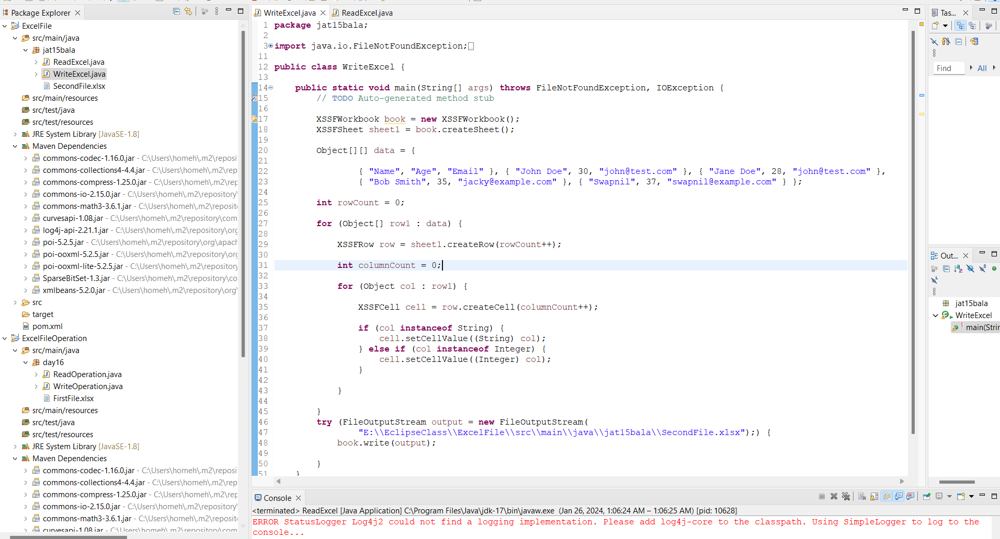 Package Explorer
ExcelFile
src/main/java
jat15bala
ReadExcel.java
WriteExcel.java
SecondFile.xlsx
src/main/resources
src/test/java
src/test/resources
JRE System Library [JavaSE-1.8]
Maven Dependencies
commons-codec-1.16.0.jar - C:\Users\homeh\.m2\reposi
commons-collections4-4.4.jar - C:\Users\homeh\.m2\rep
commons-compress-1.25.0.jar - C:\Users\homeh\.m2\rep
commons-io-2.15.0.jar - C:\Users\homeh\.m2\repository\
commons-math3-3.6.1.jar - C:\Users\homeh\.m2\reposit
curvesapi-1.08.jar - C:\Users\homeh\.m2\repository\com
log4j-api-2.21.1.jar - C:\Users\homeh\.m2\repository\org
poi-5.2.5.jar - C:\Users\homeh\.m2\repository\org\apach
poi-ooxml-5.2.5.jar - C:\Users\homeh\.m2\repository\org
poi-ooxml-lite-5.2.5.jar - C:\Users\homeh\.m2\repository
SparseBitSet-1.3.jar - C:\Users\homeh\.m2\repository\co
xmlbeans-5.2.0.jar - C:\Users\homeh\.m2\repository\org\
src
target
pom.xml
ExcelFileOperation
src/main/java
day16
ReadOperation.java
WriteOperation.java
FirstFile.xlsx
src/main/resources
src/test/java
src/test/resources
JRE System Library [JavaSE-1.8]
Maven Dependencies
commons-codec-1.16.0.jar - C:\Users\homeh\.m2\reposi
commons-collections4-4.4.jar - C:\Users\homeh\.m2\rep
commons-compress-1.25.0.jar - C:\Users\homeh\.m2\rep
commons-io-2.15.0.jar - C:\Users\homeh\.m2\repository\
commons-math3-3.6.1.jar - C:\Users\homeh\.m2\reposit
curvesapi-1.08.jar - C:\Users\homeh\.m2\repository\com
WriteExcel.java ReadExcel.java
1 package jat15bala;
2
3 import java.io.FileNotFoundException;
11
12 public class WriteExcel {
13
14 public static void main(String[] args) throws FileNotFoundException, IOException {
15 // TODO Auto-generated method stub
16
17 XSSFWorkbook book = new XSSFWorkbook();
18 XSSFSheet sheet1 = book.createSheet();
19
20 Object[][] data = {
21
22 { "Name", "Age", "Email" }, { "John Doe", 30, "john@test.com" }, { "Jane Doe", 28, "john@test.com" },
23 { "Bob Smith", 35, "jacky@example.com" }, { "Swapnil", 37, "swapnil@example.com" } };
24
25 int rowCount = 0;
26
27 for (Object[] row1 : data) {
28
29 XSSFRow row = sheet1.createRow(rowCount++);
30
31 int columnCount = 0;
32
33 for (Object col : row1) {
34
35 XSSFCell cell = row.createCell(columnCount++);
36
37 if (col instanceof String) {
38 cell.setCellValue((String) col);
39 } else if (col instanceof Integer) {
40 cell.setCellValue((Integer) col);
41 }
42
43 }
44
45 }
46 try (FileOutputStream output = new FileOutputStream(
47 "E:\\EclipseClass\\ExcelFile\\src\\main\\java\\jat15bala\\SecondFile.xlsx");) {
48 book.write(output);
49
50 }
51 }
Console
<terminated> ReadExcel [Java Application] C:\Program Files\Java\jdk-17\bin\javaw.exe (Jan 26, 2024, 1:06:24 AM – 1:06:25 AM) [pid: 10628]
ERROR StatusLogger Log4j2 could not find a logging implementation. Please add log4j-core to the classpath. Using SimpleLogger to log to the
console...
Tas...
Find All
Out...
jat15bala
WriteExcel
main(Strin